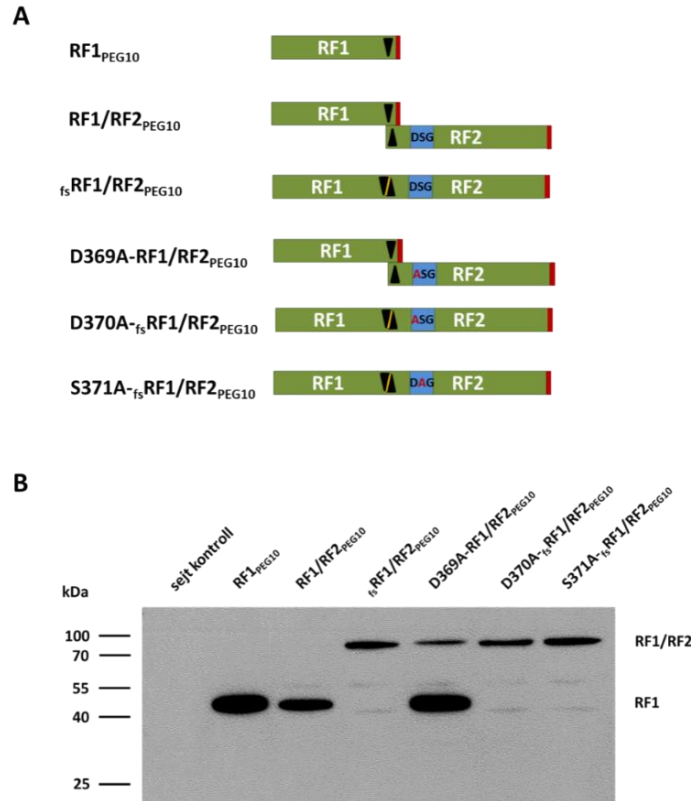 A
RF1PEG10
RF1
RF1/RF2PEG10
RF1
DSG RF2
fsRF1/RF2PEG10
RF1 DSG RF2
D369A-RF1/RF2PEG10
RF1
ASG RF2
D370A-fsRF1/RF2PEG10
RF1 ASG RF2
S371A-fsRF1/RF2PEG10
RF1 DAG RF2
B
sejt kontroll
RF1PEG10
RF1/RF2PEG10
fsRF1/RF2PEG10
D369A-RF1/RF2PEG10
D370A-fsRF1/RF2PEG10
S371A-fsRF1/RF2PEG10
kDa
100
RF1/RF2
70
55
RF1
40
25